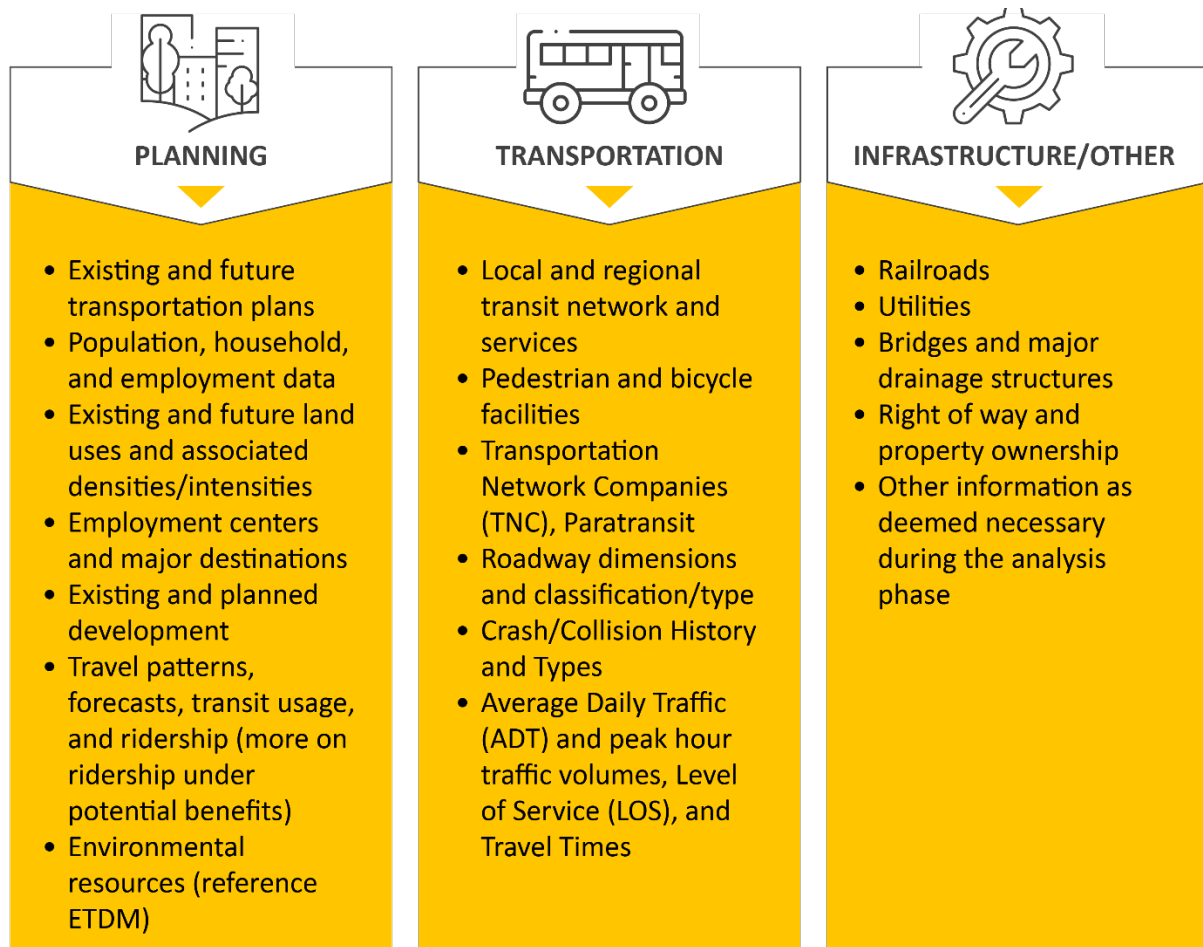 PLANNING
• Existing and future
transportation plans
• Population, household,
and employment data
• Existing and future land
uses and associated
densities/intensities
• Employment centers
and major destinations
• Existing and planned
development
• Travel patterns,
forecasts, transit usage,
and ridership (more on
ridership under
potential benefits)
• Environmental
resources (reference
ETDM)
TRANSPORTATION
• Local and regional
transit network and
services
• Pedestrian and bicycle
facilities
• Transportation
Network Companies
(TNC), Paratransit
• Roadway dimensions
and classification/type
• Crash/Collision History
and Types
• Average Daily Traffic
(ADT) and peak hour
traffic volumes, Level
of Service (LOS), and
Travel Times
INFRASTRUCTURE/OTHER
• Railroads
• Utilities
• Bridges and major
drainage structures
• Right of way and
property ownership
• Other information as
deemed necessary
during the analysis
phase